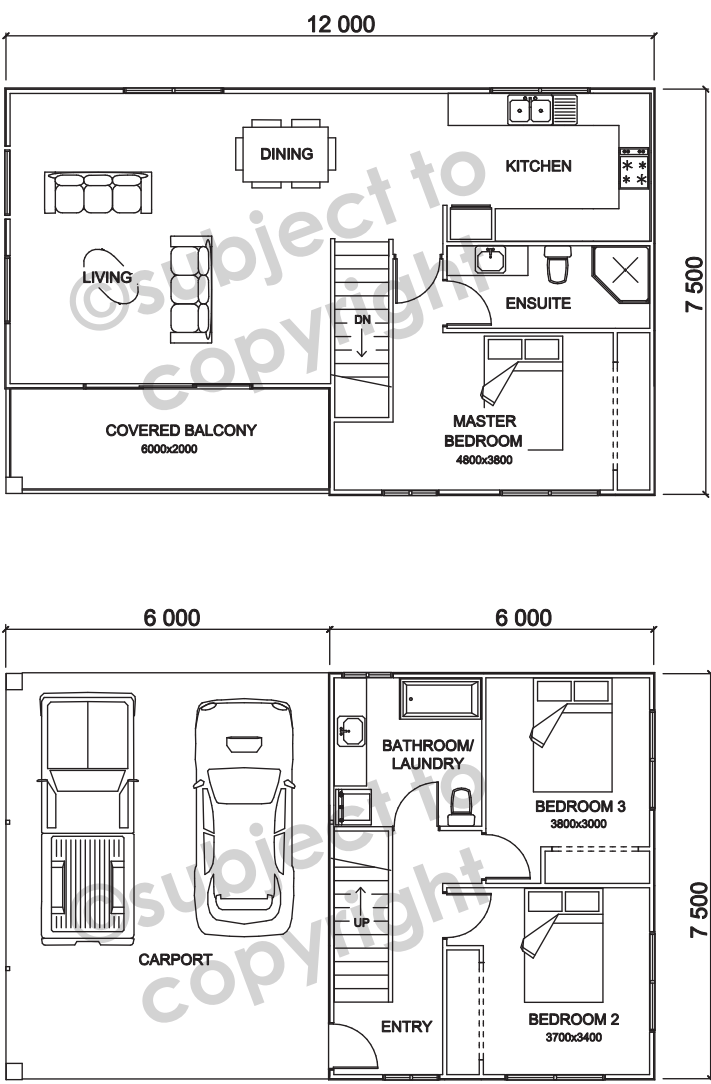 12 000
DINING
KITCHEN
LIVING
ENSUITE
7 500
DN
COVERED BALCONY
6000x2000
MASTER
BEDROOM
4800x3800
©subject to
copyright
6 000
6 000
BATHROOM/
LAUNDRY
BEDROOM 3
3800x3000
UP
7 500
CARPORT
ENTRY
BEDROOM 2
3700x3400
©subject to
copyright